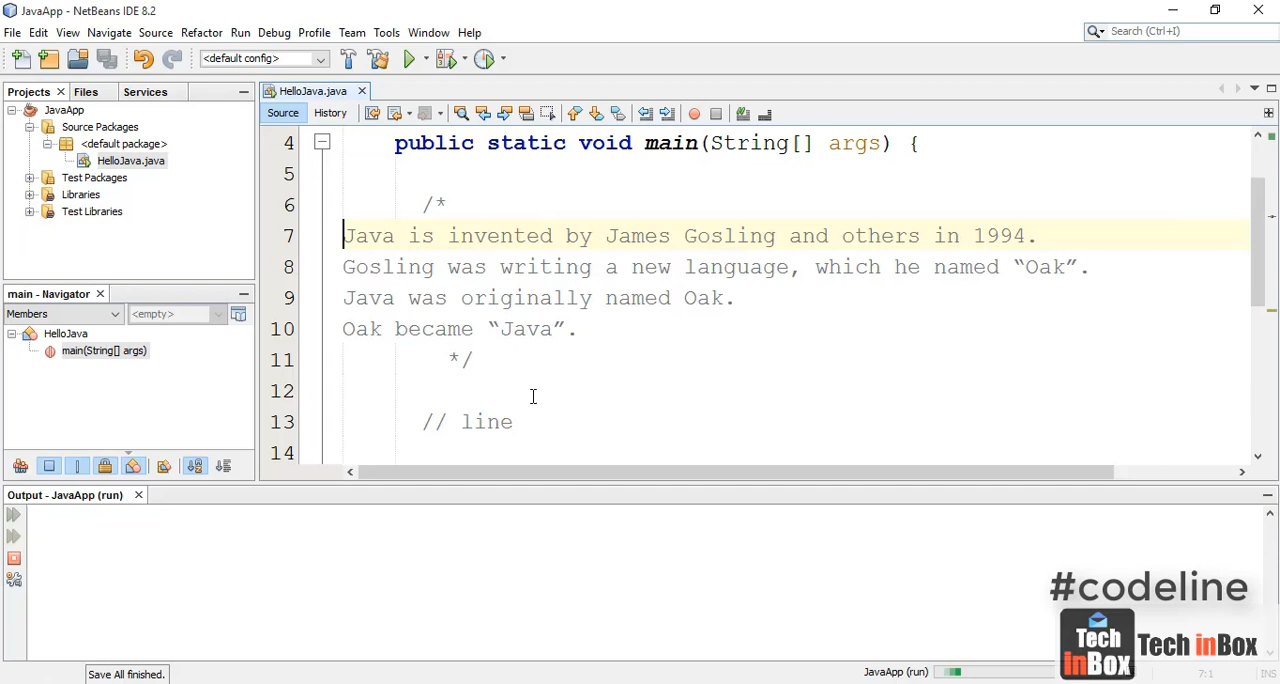 JavaApp - NetBeans IDE 8.2
File Edit View Navigate Source Refactor Run Debug Profile Team Tools Window Help
Search (Ctrl+I)
<default config>
Projects Files Services
HelloJava.java
Source History
JavaApp
Source Packages
<default package>
HelloJava.java
Test Packages
Libraries
Test Libraries
main - Navigator
Members <empty>
HelloJava
main(String[] args)
4 public static void main(String[] args) {
5
6 /*
7 Java is invented by James Gosling and others in 1994.
8 Gosling was writing a new language, which he named “Oak”.
9 Java was originally named Oak.
10 Oak became “Java”.
11 */
12
13 // line
14
Output - JavaApp (run)
#codeline
Tech
inBOX
Tech inBox
Save All finished.
JavaApp (run)
7:1
INS